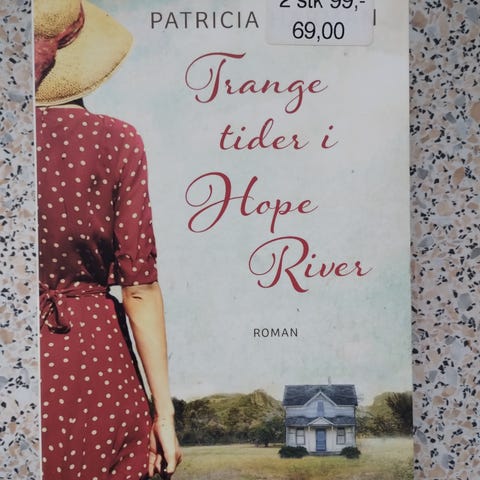 PATRICIA
2 stk 99,-
69,00
Trange
tider i
Hope
River
ROMAN